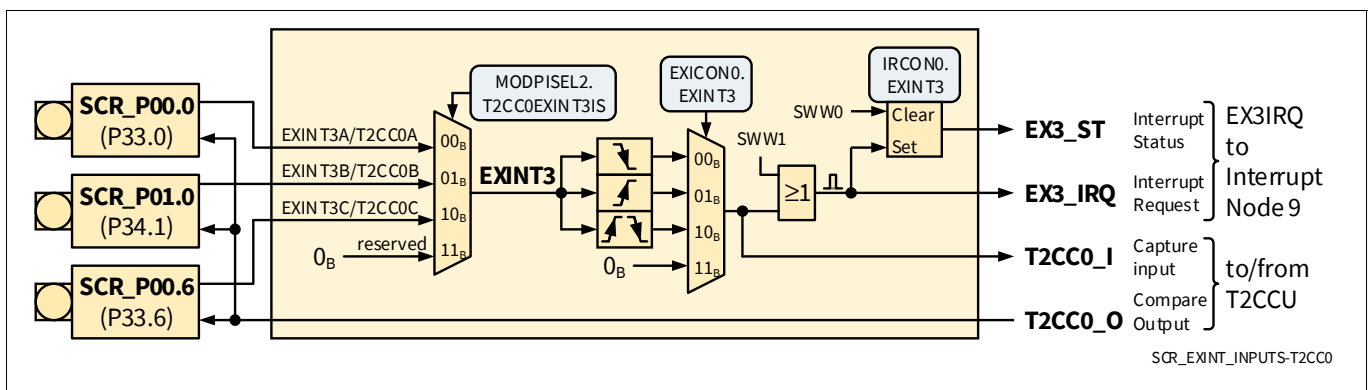 SCR_P00.0
(P33.0)
SCR_P01.0
(P34.1)
SCR_P00.6
(P33.6)
EXINT3A/T2CC0A
EXINT3B/T2CC0B
EXINT3C/T2CC0C
reserved
0B
MODPISEL2.
T2CC0EXINT3IS
00B
01B
10B
11B
EXINT3
0B
EXICON0.
EXINT3
00B
01B
10B
11B
SWW1
≥1
SWW0
IRCON0.
EXINT3
Clear
Set
EX3_ST
Interrupt
Status
EX3_IRQ
Interrupt
Request
EX3IRQ
to
Interrupt
Node 9
T2CC0_I
Capture
input
T2CC0_O
Compare
Output
to/from
T2CCU
SCR_EXINT_INPUTS-T2CC0